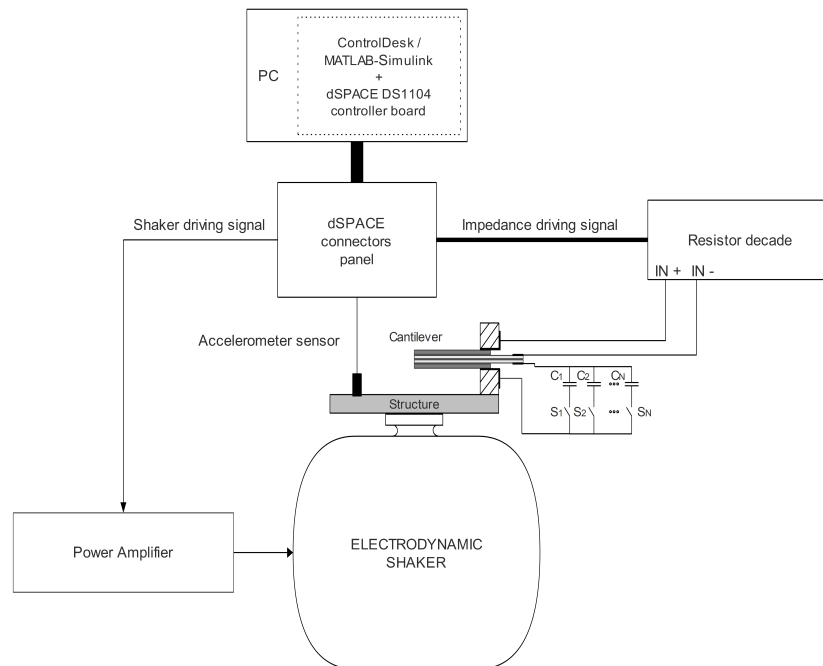 ControlDesk /
MATLAB-Simulink
+
dSPACE DS1104
controller board
PC
Shaker driving signal
dSPACE
connectors
panel
Impedance driving signal
Resistor decade
IN + IN -
Accelerometer sensor
Cantilever
C1 C2 CN
S1 S2 SN
Structure
Power Amplifier
ELECTRODYNAMIC
SHAKER